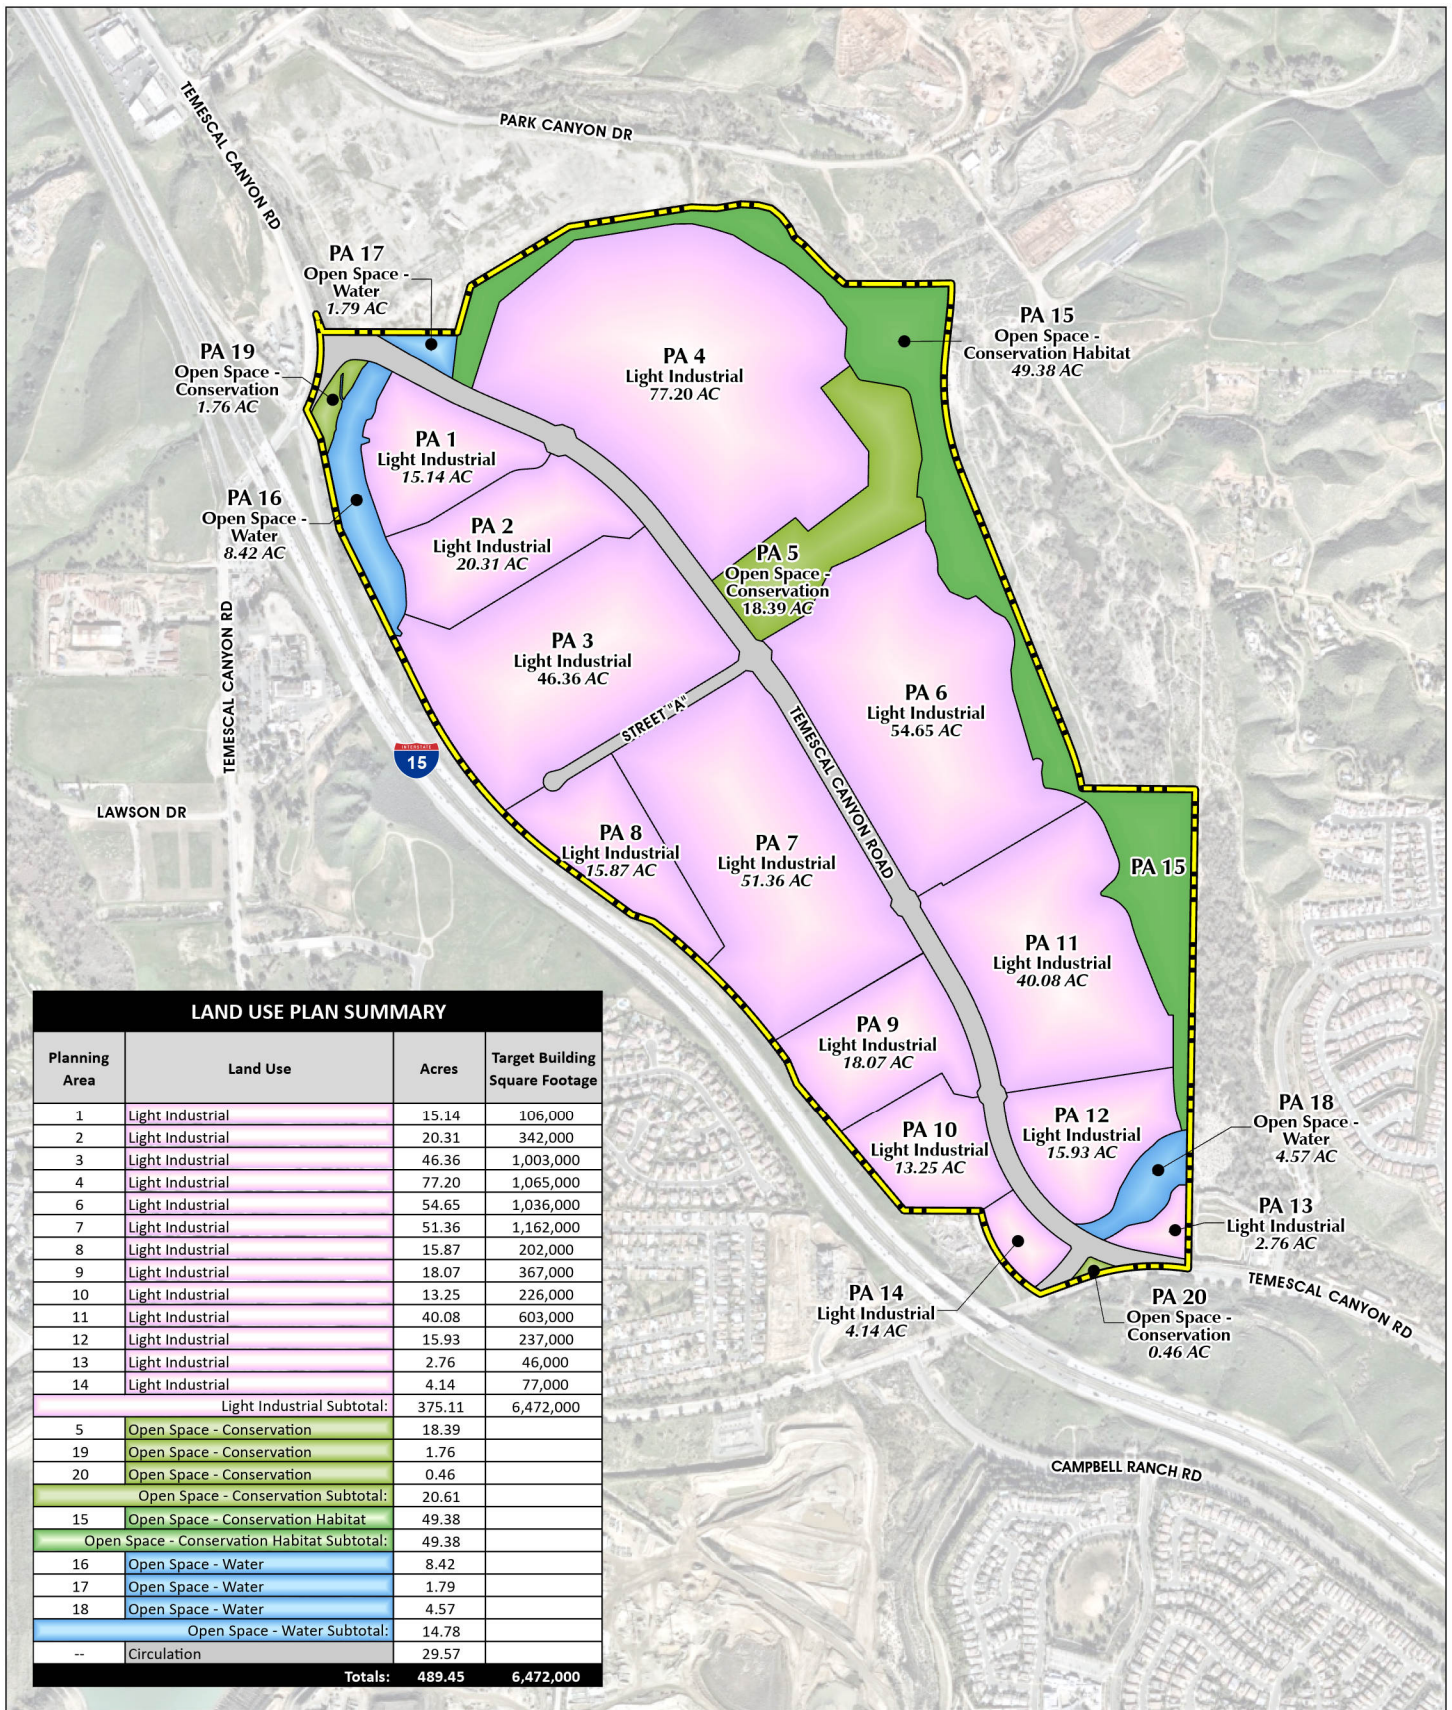 TEMESCAL CANYON RD
PARK CANYON DR
PA 17
Open Space -
Water
1.79 AC
PA 15
Open Space -
Conservation Habitat
49.38 AC
PA 19
Open Space -
Conservation
1.76 AC
PA 4
Light Industrial
77.20 AC
PA 1
Light Industrial
15.14 AC
PA 16
Open Space -
Water
8.42 AC
PA 2
Light Industrial
20.31 AC
PA 5
Open Space -
Conservation
18.39 AC
TEMESCAL CANYON RD
PA 3
Light Industrial
46.36 AC
PA 6
Light Industrial
54.65 AC
STREET "A"
TEMESCAL CANYON ROAD
INTERSTATE
15
LAWSON DR
PA 8
Light Industrial
15.87 AC
PA 7
Light Industrial
51.36 AC
PA 15
PA 11
Light Industrial
40.08 AC
PA 9
Light Industrial
18.07 AC
PA 10
Light Industrial
13.25 AC
PA 12
Light Industrial
15.93 AC
PA 18
Open Space -
Water
4.57 AC
PA 13
Light Industrial
2.76 AC
PA 14
Light Industrial
4.14 AC
PA 20
Open Space -
Conservation
0.46 AC
TEMESCAL CANYON RD
CAMPBELL RANCH RD
LAND USE PLAN SUMMARY
Planning Area Land Use Acres Target Building Square Footage
1 Light Industrial 15.14 106,000
2 Light Industrial 20.31 342,000
3 Light Industrial 46.36 1,003,000
4 Light Industrial 77.20 1,065,000
6 Light Industrial 54.65 1,036,000
7 Light Industrial 51.36 1,162,000
8 Light Industrial 15.87 202,000
9 Light Industrial 18.07 367,000
10 Light Industrial 13.25 226,000
11 Light Industrial 40.08 603,000
12 Light Industrial 15.93 237,000
13 Light Industrial 2.76 46,000
14 Light Industrial 4.14 77,000
Light Industrial Subtotal: 375.11 6,472,000
5 Open Space - Conservation 18.39
19 Open Space - Conservation 1.76
20 Open Space - Conservation 0.46
Open Space - Conservation Subtotal: 20.61
15 Open Space - Conservation Habitat 49.38
Open Space - Conservation Habitat Subtotal: 49.38
16 Open Space - Water 8.42
17 Open Space - Water 1.79
18 Open Space - Water 4.57
Open Space - Water Subtotal: 14.78
-- Circulation 29.57
Totals: 489.45 6,472,000